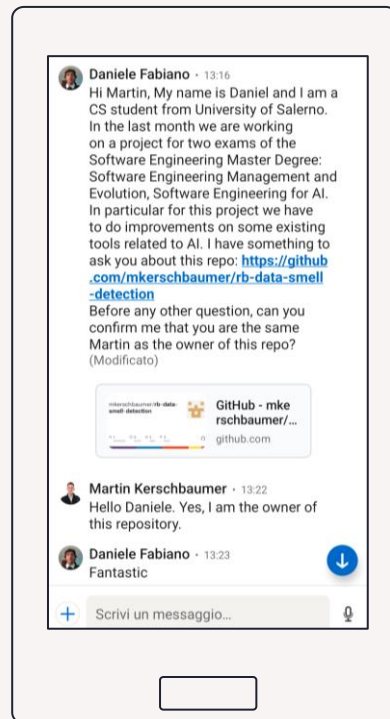 Daniele Fabiano • 13:16
Hi Martin, My name is Daniel and I am a
CS student from University of Salerno.
In the last month we are working
on a project for two exams of the
Software Engineering Master Degree:
Software Engineering Management and
Evolution, Software Engineering for AI.
In particular for this project we have
to do improvements on some existing
tools related to AI. I have something to
ask you about this repo: https://github
.com/mkerschbaumer/rb-data-smell
-detection
Before any other question, can you
confirm me that you are the same
Martin as the owner of this repo?
(Modificato)
mkerschbaumer/rb-data-
smell-detection
GitHub - mke
rschbaumer/...
github.com
Martin Kerschbaumer • 13:22
Hello Daniele. Yes, I am the owner of
this repository.
Daniele Fabiano • 13:23
Fantastic
Scrivi un messaggio...